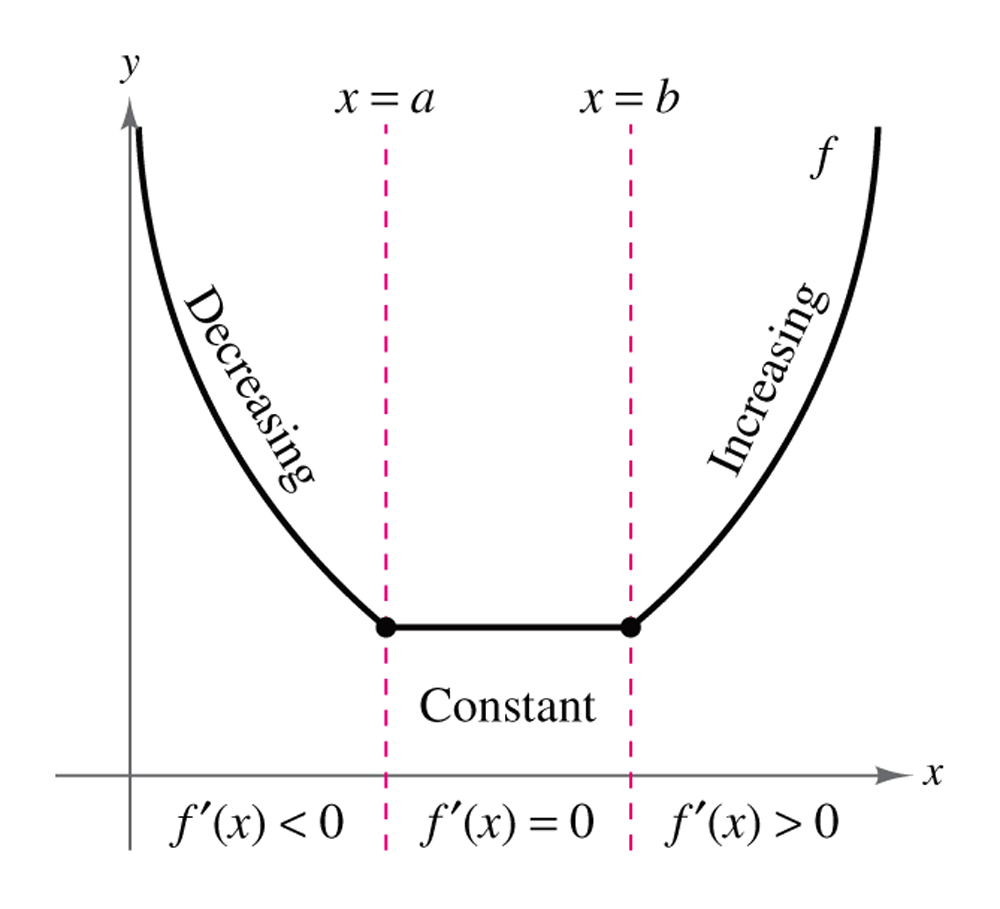 y
x = a
x = b
f
Decreasing
Increasing
Constant
x
f′(x) < 0
f′(x) = 0
f′(x) > 0